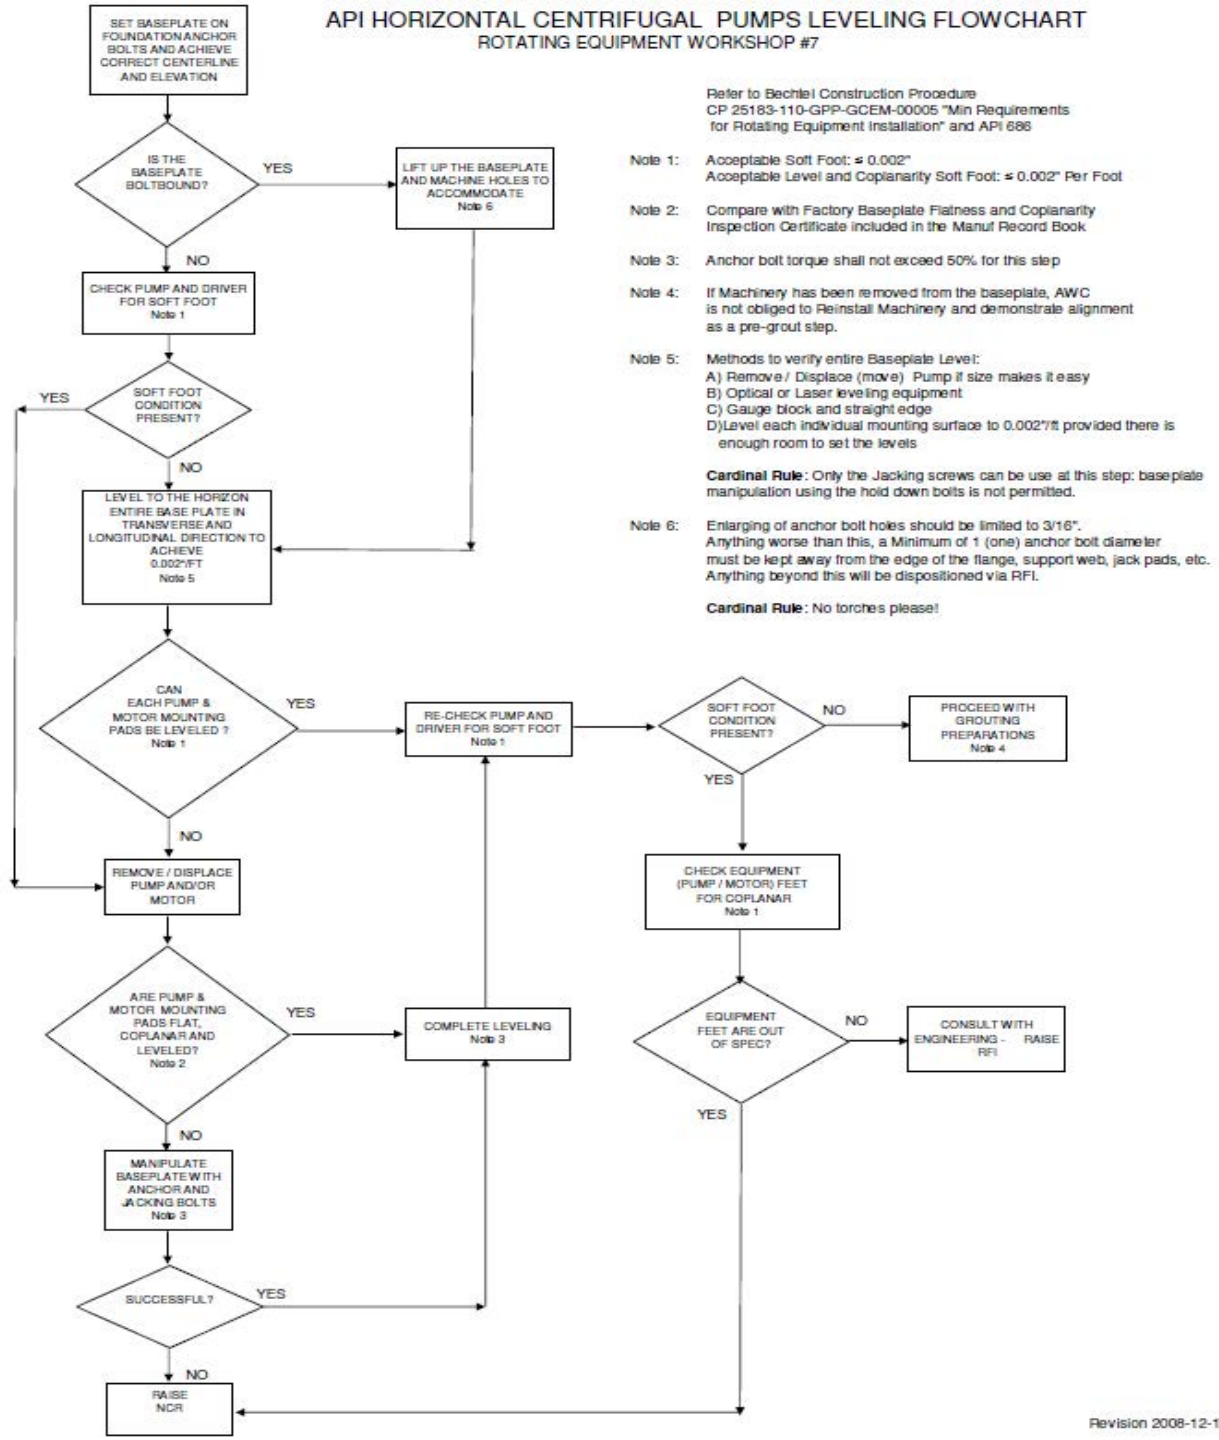 API HORIZONTAL CENTRIFUGAL PUMPS LEVELING FLOWCHART
ROTATING EQUIPMENT WORKSHOP #7
SET BASEPLATE ON
FOUNDATION ANCHOR
BOLTS AND ACHIEVE
CORRECT CENTERLINE
AND ELEVATION
IS THE
BASEPLATE
BOLTBOUND?
YES
LIFT UP THE BASEPLATE
AND MACHINE HOLES TO
ACCOMMODATE
Note 6
NO
CHECK PUMP AND DRIVER
FOR SOFT FOOT
Note 1
YES
SOFT FOOT
CONDITION
PRESENT?
NO
LEVEL TO THE HORIZON
ENTIRE BASE PLATE IN
TRANSVERSE AND
LONGITUDINAL DIRECTION TO
ACHIEVE
0.002"/FT
Note 5
Refer to Bechtel Construction Procedure
CP 25183-110-GPP-GCEM-00005 "Min Requirements
for Rotating Equipment Installation" and API 686
Note 1: Acceptable Soft Foot: ≤ 0.002"
Acceptable Level and Coplanarity Soft Foot: ≤ 0.002" Per Foot
Note 2: Compare with Factory Baseplate Flatness and Coplanarity
Inspection Certificate included in the Manuf Record Book
Note 3: Anchor bolt torque shall not exceed 50% for this step
Note 4: If Machinery has been removed from the baseplate, AWC
is not obliged to Reinstall Machinery and demonstrate alignment
as a pre-grout step.
Note 5: Methods to verify entire Baseplate Level:
A) Remove / Displace (move) Pump if size makes it easy
B) Optical or Laser leveling equipment
C) Gauge block and straight edge
D)Level each individual mounting surface to 0.002"/ft provided there is
enough room to set the levels
Cardinal Rule: Only the Jacking screws can be use at this step: baseplate
manipulation using the hold down bolts is not permitted.
Note 6: Enlarging of anchor bolt holes should be limited to 3/16".
Anything worse than this, a Minimum of 1 (one) anchor bolt diameter
must be kept away from the edge of the flange, support web, jack pads, etc.
Anything beyond this will be dispositioned via RFI.
Cardinal Rule: No torches please!
CAN
EACH PUMP &
MOTOR MOUNTING
PADS BE LEVELED ?
Note 1
YES
RE-CHECK PUMP AND
DRIVER FOR SOFT FOOT
Note 1
SOFT FOOT
CONDITION
PRESENT?
NO
PROCEED WITH
GROUTING
PREPARATIONS
Note 4
YES
NO
REMOVE / DISPLACE
PUMP AND/OR
MOTOR
CHECK EQUIPMENT
(PUMP / MOTOR) FEET
FOR COPLANAR
Note 1
ARE PUMP &
MOTOR MOUNTING
PADS FLAT,
COPLANAR AND
LEVELED?
Note 2
YES
COMPLETE LEVELING
Note 3
EQUIPMENT
FEET ARE OUT
OF SPEC?
NO
CONSULT WITH
ENGINEERING - RAISE
RFI
YES
NO
MANIPULATE
BASEPLATE WITH
ANCHOR AND
JACKING BOLTS
Note 3
SUCCESSFUL?
YES
NO
RAISE
NCR
Revision 2008-12-1